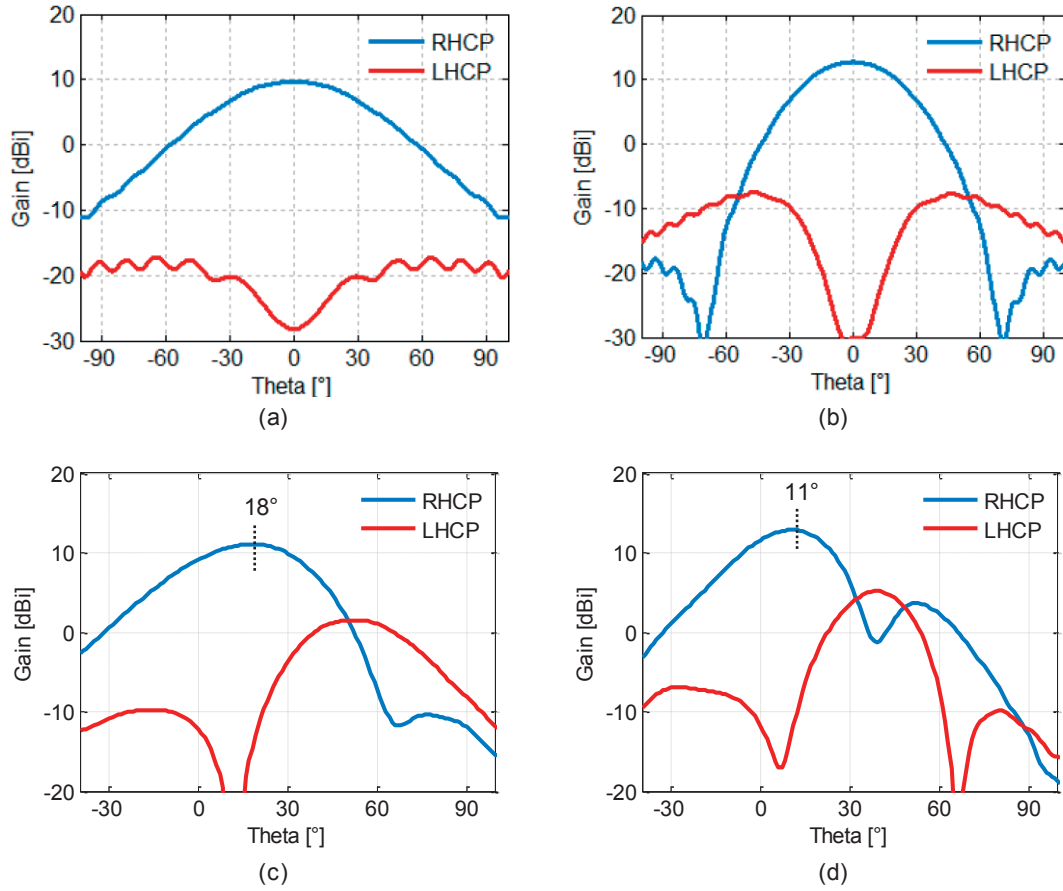 20
10
0
-10
-20
-30
Gain [dBi]
RHCP
LHCP
-90 -60 -30 0 30 60 90
Theta [°]
(a)
20
10
0
-10
-20
-30
Gain [dBi]
RHCP
LHCP
-90 -60 -30 0 30 60 90
Theta [°]
(b)
20
10
0
-10
-20
Gain [dBi]
18°
RHCP
LHCP
-30 0 30 60 90
Theta [°]
(c)
20
10
0
-10
-20
Gain [dBi]
11°
RHCP
LHCP
-30 0 30 60 90
Theta [°]
(d)